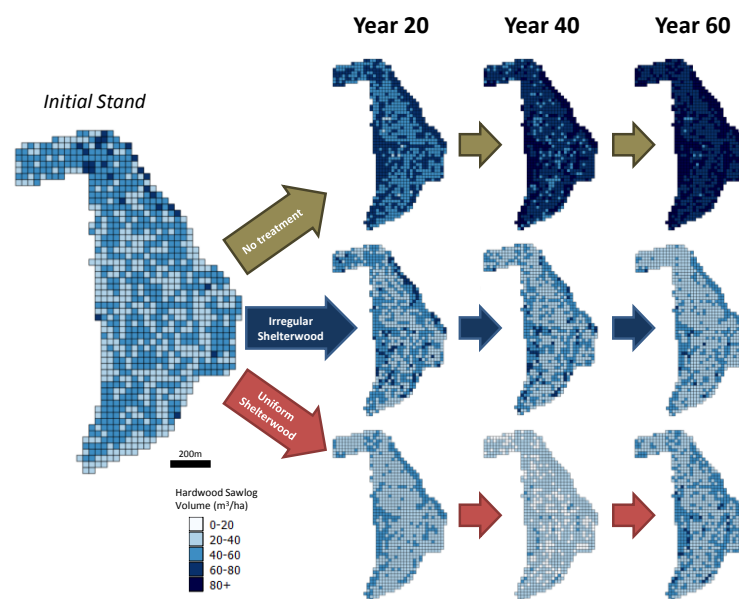 Year 20
Year 40
Year 60
Initial Stand
No treatment
Irregular
Shelterwood
Uniform
Shelterwood
200m
Hardwood Sawlog
Volume (m³/ha)
0-20
20-40
40-60
60-80
80+